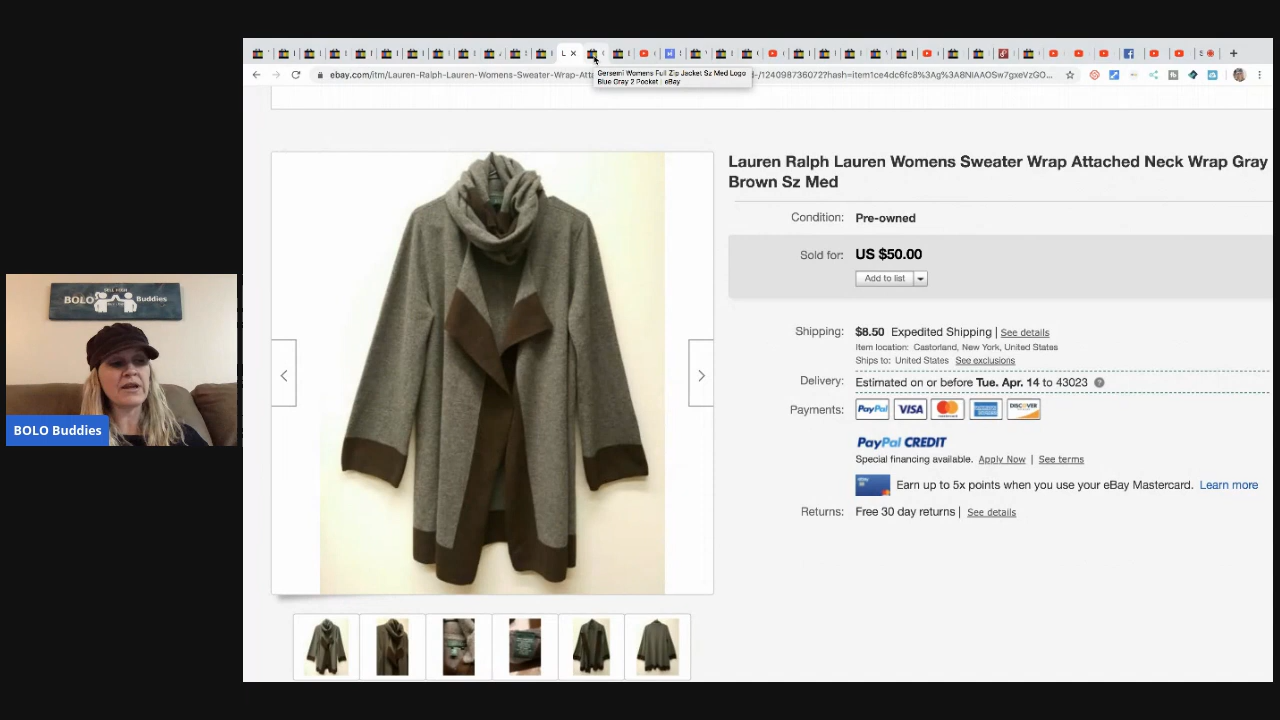 ebay.com/itm/Lauren-Ralph-Lauren-Womens-Sweater-Wrap-Att
Gersemi Womens Full Zip Jacket Sz Med Logo
Blue Gray 2 Pocket | eBay
Lauren Ralph Lauren Womens Sweater Wrap Attached Neck Wrap Gray
Brown Sz Med
Condition: Pre-owned
Sold for: US $50.00
Add to list
Shipping: $8.50 Expedited Shipping | See details
Item location: Castorland, New York, United States
Ships to: United States See exclusions
Delivery: Estimated on or before Tue. Apr. 14 to 43023
Payments: PayPal VISA MasterCard AMERICAN EXPRESS DISCOVER
PayPal CREDIT
Special financing available. Apply Now | See terms
Earn up to 5x points when you use your eBay Mastercard. Learn more
Returns: Free 30 day returns | See details
BOLO Buddies
BOLO Buddies